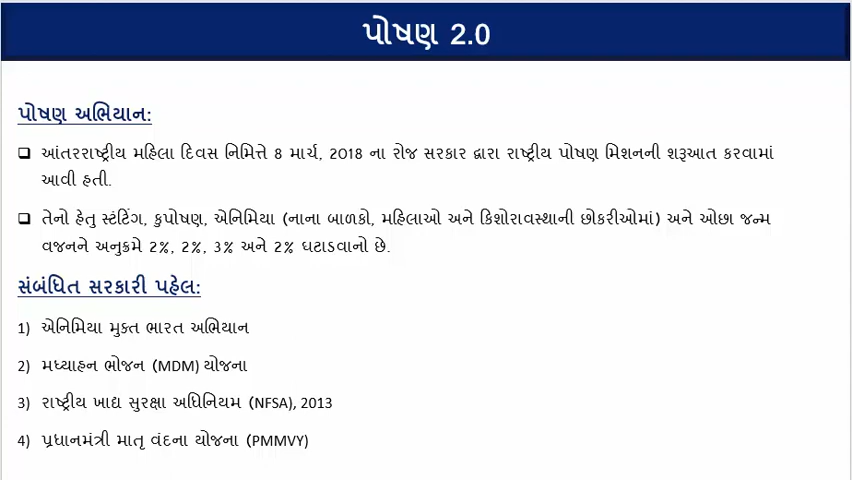 પોષણ 2.0
પોષણ અભિયાન:
❑ આંતરરાષ્ટ્રીય મહિલા દિવસ નિમિત્તે 8 માર્ચ, 2018 ના રોજ સરકાર દ્વારા રાષ્ટ્રીય પોષણ મિશનની શરૂઆત કરવામાં
આવી હતી.
❑ તેનો હેતુ સ્ટંટિંગ, કુપોષણ, એનિમિયા (નાના બાળકો, મહિલાઓ અને કિશોરાવસ્થાની છોકરીઓમાં) અને ઓછા જન્મ
વજનને અનુક્રમે 2%, 2%, 3% અને 2% ઘટાડવાનો છે.
સંબંધિત સરકારી પહેલ:
1) એનિમિયા મુક્ત ભારત અભિયાન
2) મધ્યાહન ભોજન (MDM) યોજના
3) રાષ્ટ્રીય ખાદ્ય સુરક્ષા અધિનિયમ (NFSA), 2013
4) પ્રધાનમંત્રી માતૃ વંદના યોજના (PMMVY)